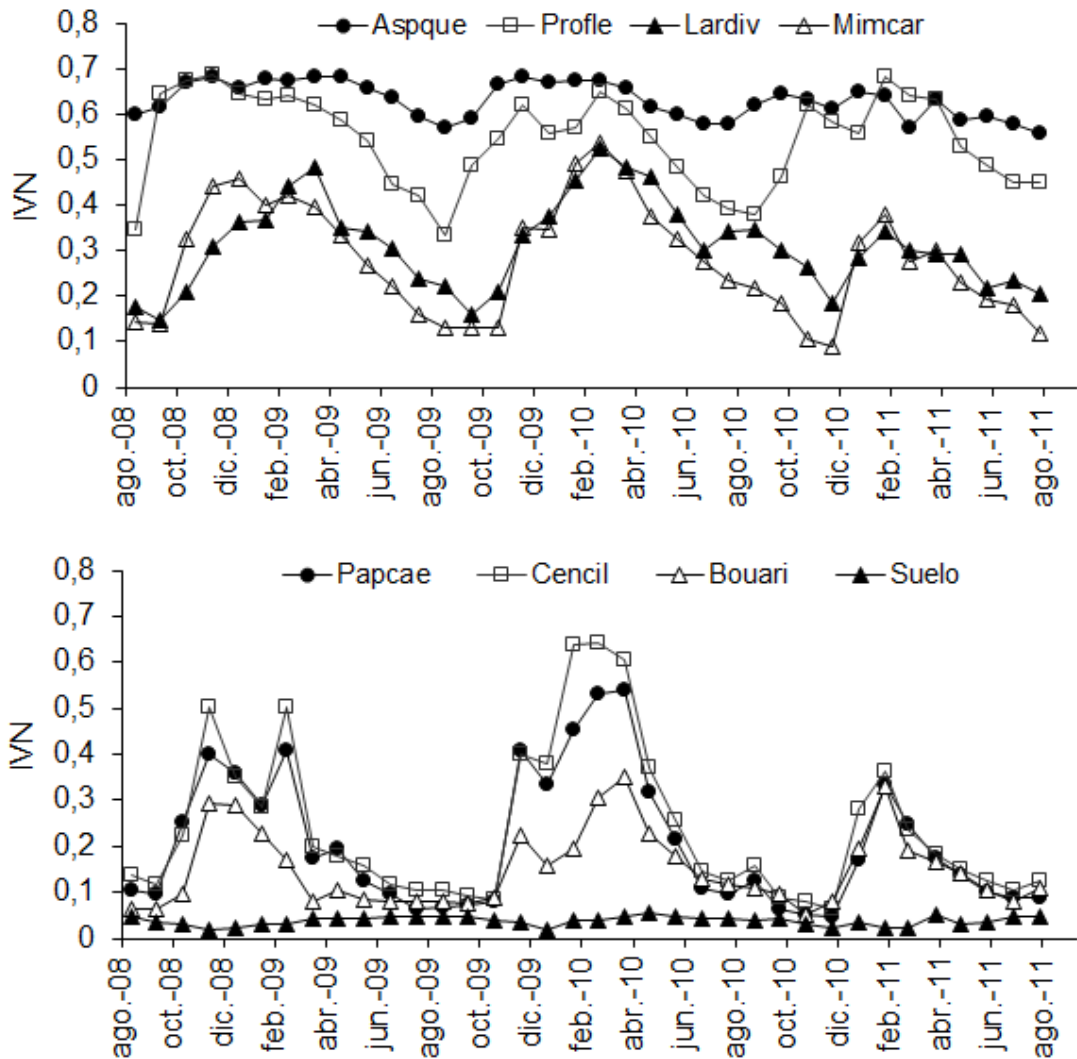 Aspque Profle Lardiv Mimcar
IVN
0,8
0,7
0,6
0,5
0,4
0,3
0,2
0,1
0
ago.-08
oct.-08
dic.-08
feb.-09
abr.-09
jun.-09
ago.-09
oct.-09
dic.-09
feb.-10
abr.-10
jun.-10
ago.-10
oct.-10
dic.-10
feb.-11
abr.-11
jun.-11
ago.-11
Papcae Cencil Bouari Suelo
IVN
0,8
0,7
0,6
0,5
0,4
0,3
0,2
0,1
0
ago.-08
oct.-08
dic.-08
feb.-09
abr.-09
jun.-09
ago.-09
oct.-09
dic.-09
feb.-10
abr.-10
jun.-10
ago.-10
oct.-10
dic.-10
feb.-11
abr.-11
jun.-11
ago.-11